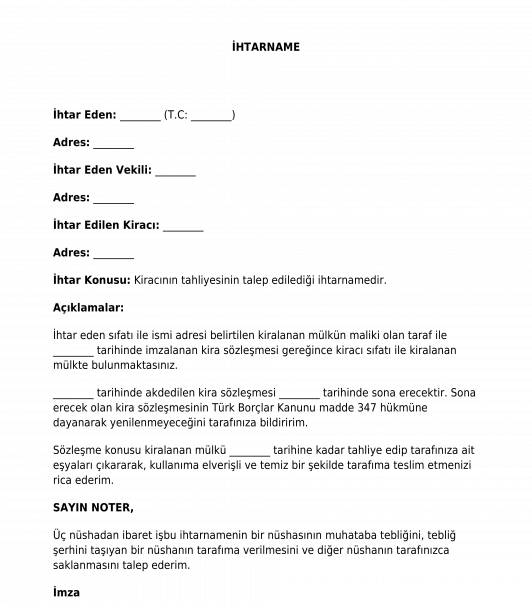 İHTARNAME
İhtar Eden: ________ (T.C: ________)
Adres: ________
İhtar Eden Vekili: ________
Adres: ________
İhtar Edilen Kiracı: ________
Adres: ________
İhtar Konusu: Kiracının tahliyesinin talep edilediği ihtarnamedir.
Açıklamalar:
İhtar eden sıfatı ile ismi adresi belirtilen kiralanan mülkün maliki olan taraf ile
________ tarihinde imzalanan kira sözleşmesi gereğince kiracı sıfatı ile kiralanan
mülkte bulunmaktasınız.
________ tarihinde akdedilen kira sözleşmesi ________ tarihinde sona erecektir. Sona
erecek olan kira sözleşmesinin Türk Borçlar Kanunu madde 347 hükmüne
dayanarak yenilenmeyeceğini tarafınıza bildiririm.
Sözleşme konusu kiralanan mülkü ________ tarihine kadar tahliye edip tarafınıza ait
eşyaları çıkararak, kullanıma elverişli ve temiz bir şekilde tarafıma teslim etmenizi
rica ederim.
SAYIN NOTER,
Üç nüshadan ibaret işbu ihtarnamenin bir nüshasının muhataba tebliğini, tebliğ
şerhini taşıyan bir nüshanın tarafıma verilmesini ve diğer nüshanın tarafınızca
saklanmasını talep ederim.
İmza